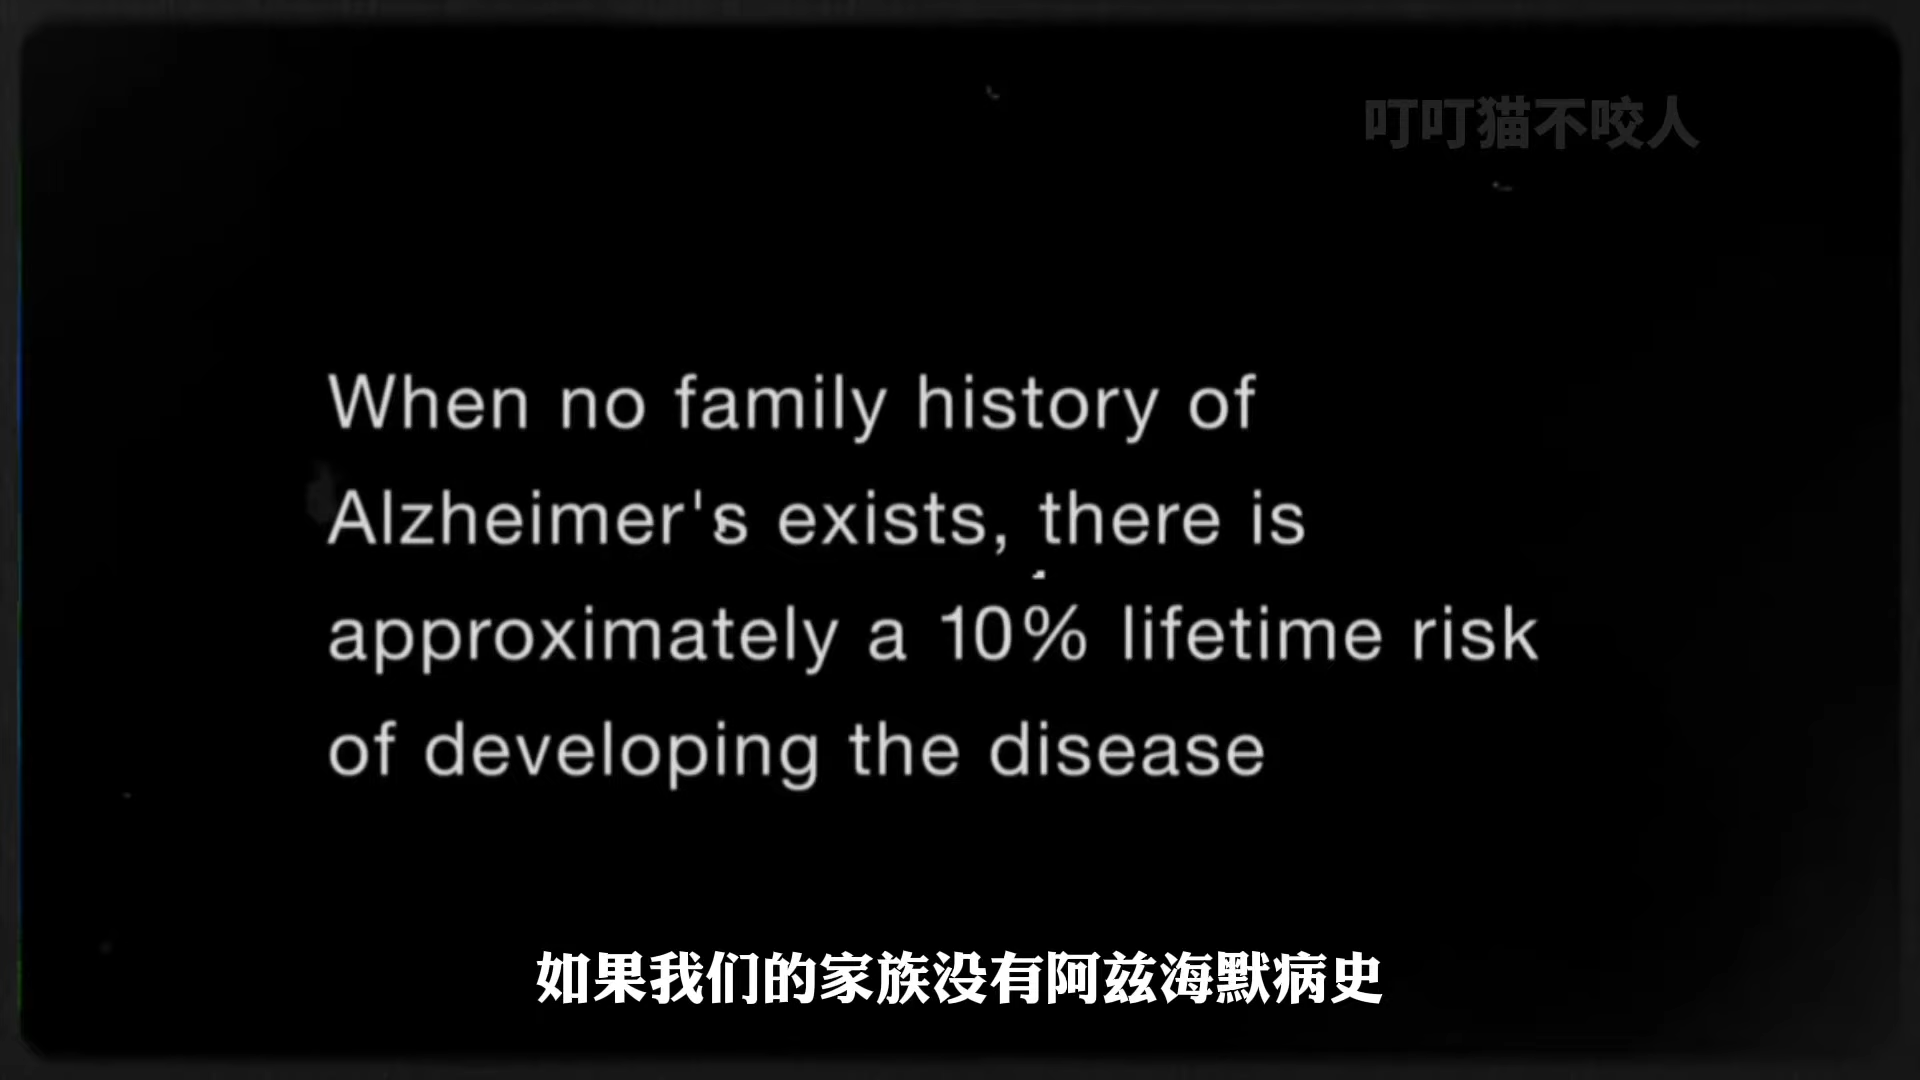 叮叮猫不咬人
When no family history of
Alzheimer's exists, there is
approximately a 10% lifetime risk
of developing the disease
如果我们的家族没有阿兹海默病史